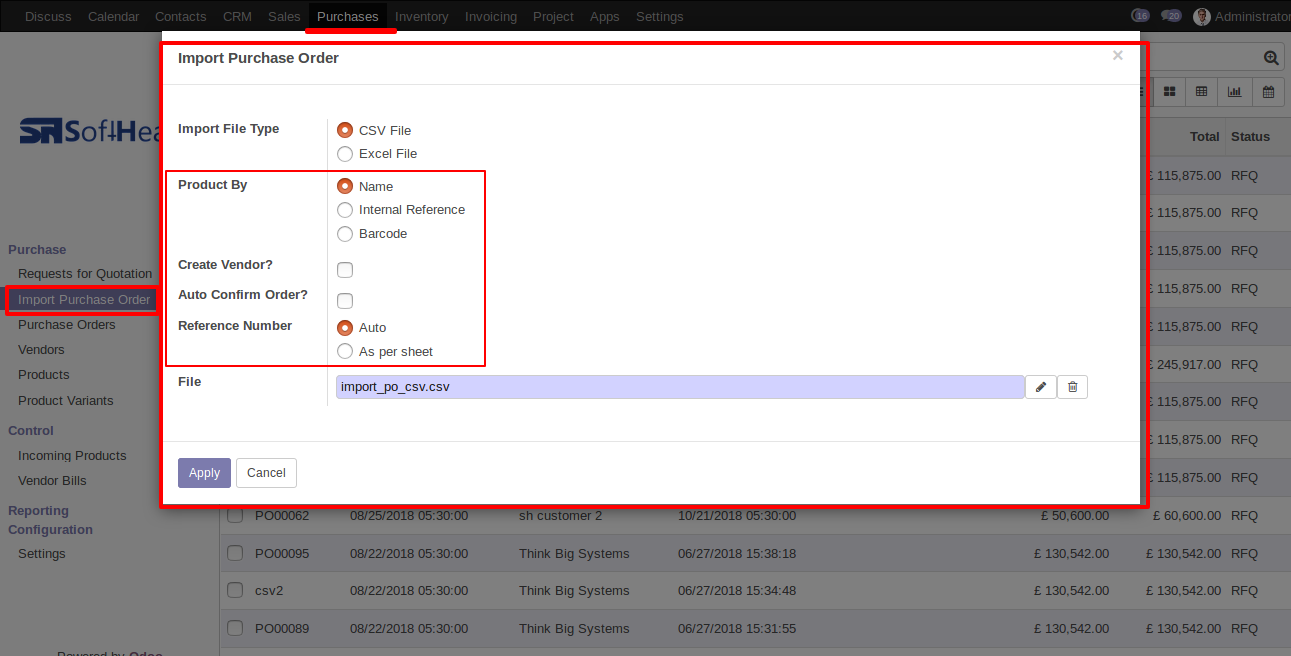 Discuss Calendar Contacts CRM Sales Purchases Inventory Invoicing Project Apps Settings 16 20 Administrator
Import Purchase Order ×
SoftHea
Import File Type CSV File
Excel File
Product By Name
Internal Reference
Barcode
Create Vendor?
Auto Confirm Order?
Reference Number Auto
As per sheet
File import_po_csv.csv
Apply Cancel
Purchase
Requests for Quotation
Import Purchase Order
Purchase Orders
Vendors
Products
Product Variants
Control
Incoming Products
Vendor Bills
Reporting
Configuration
Settings
Powered by Odoo
Total Status
£ 115,875.00 RFQ
£ 115,875.00 RFQ
£ 115,875.00 RFQ
£ 115,875.00 RFQ
£ 115,875.00 RFQ
£ 245,917.00 RFQ
£ 115,875.00 RFQ
£ 115,875.00 RFQ
£ 115,875.00 RFQ
PO00062 08/25/2018 05:30:00 sh customer 2 10/21/2018 05:30:00 £ 50,600.00 £ 60,600.00 RFQ
PO00095 08/22/2018 05:30:00 Think Big Systems 06/27/2018 15:38:18 £ 130,542.00 £ 130,542.00 RFQ
csv2 08/22/2018 05:30:00 Think Big Systems 06/27/2018 15:34:48 £ 130,542.00 £ 130,542.00 RFQ
PO00089 08/22/2018 05:30:00 Think Big Systems 06/27/2018 15:31:55 £ 130,542.00 £ 130,542.00 RFQ